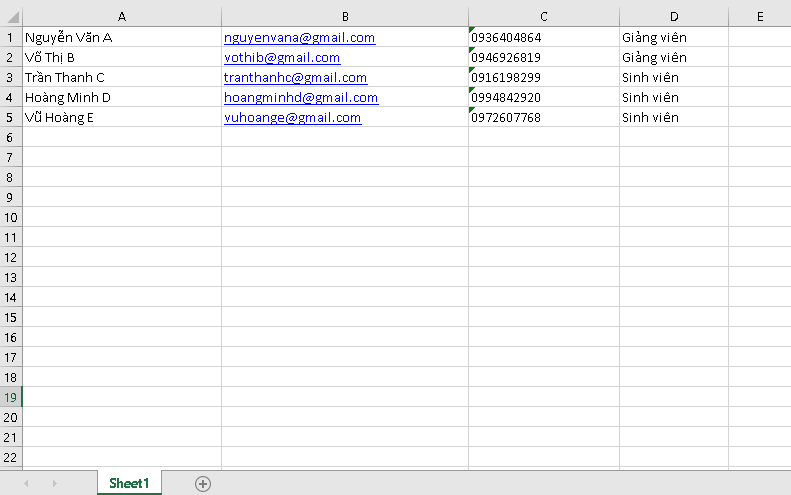 A B C D E
1 Nguyễn Văn A nguyenvana@gmail.com 0936404864 Giảng viên
2 Võ Thị B vothib@gmail.com 0946926819 Giảng viên
3 Trần Thanh C tranthanhc@gmail.com 0916198299 Sinh viên
4 Hoàng Minh D hoangminhd@gmail.com 0994842920 Sinh viên
5 Vũ Hoàng E vuhoange@gmail.com 0972607768 Sinh viên
6
7
8
9
10
11
12
13
14
15
16
17
18
19
20
21
22
Sheet1